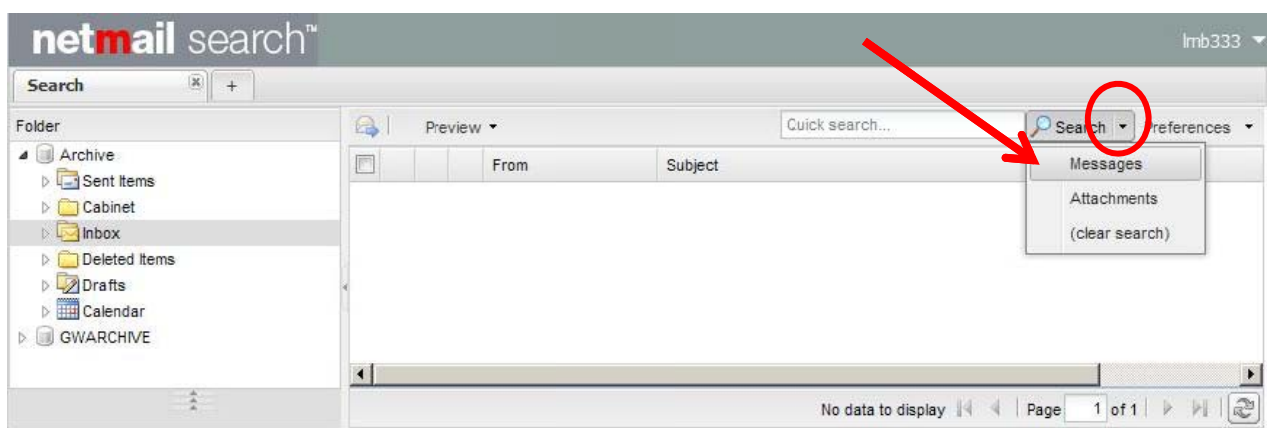 netmail search™
lmb333
Search +
Folder
Preview
Quick search...
Search
Preferences
From
Subject
Messages
Attachments
(clear search)
Archive
Sent Items
Cabinet
Inbox
Deleted Items
Drafts
Calendar
GWARCHIVE
No data to display
Page 1 of 1